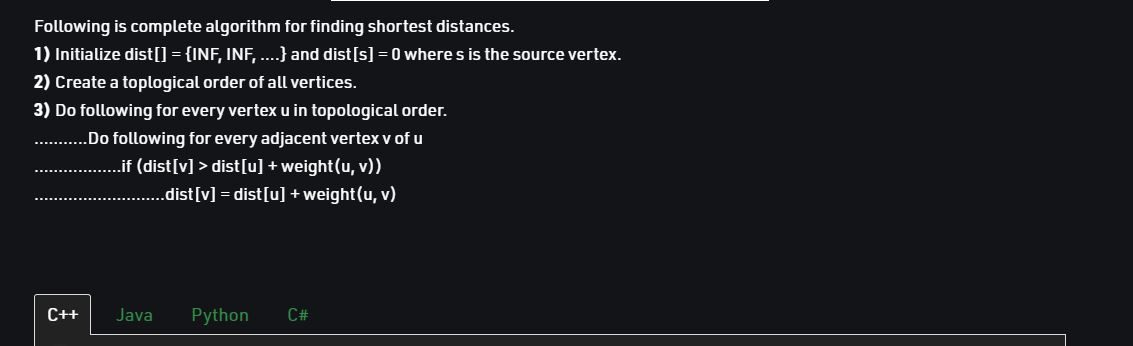 Following is complete algorithm for finding shortest distances.
1) Initialize dist[] = {INF, INF, ....} and dist[s] = 0 where s is the source vertex.
2) Create a toplogical order of all vertices.
3) Do following for every vertex u in topological order.
...........Do following for every adjacent vertex v of u
..................if (dist[v] > dist[u] + weight(u, v))
...........................dist[v] = dist[u] + weight(u, v)
C++ Java Python C#